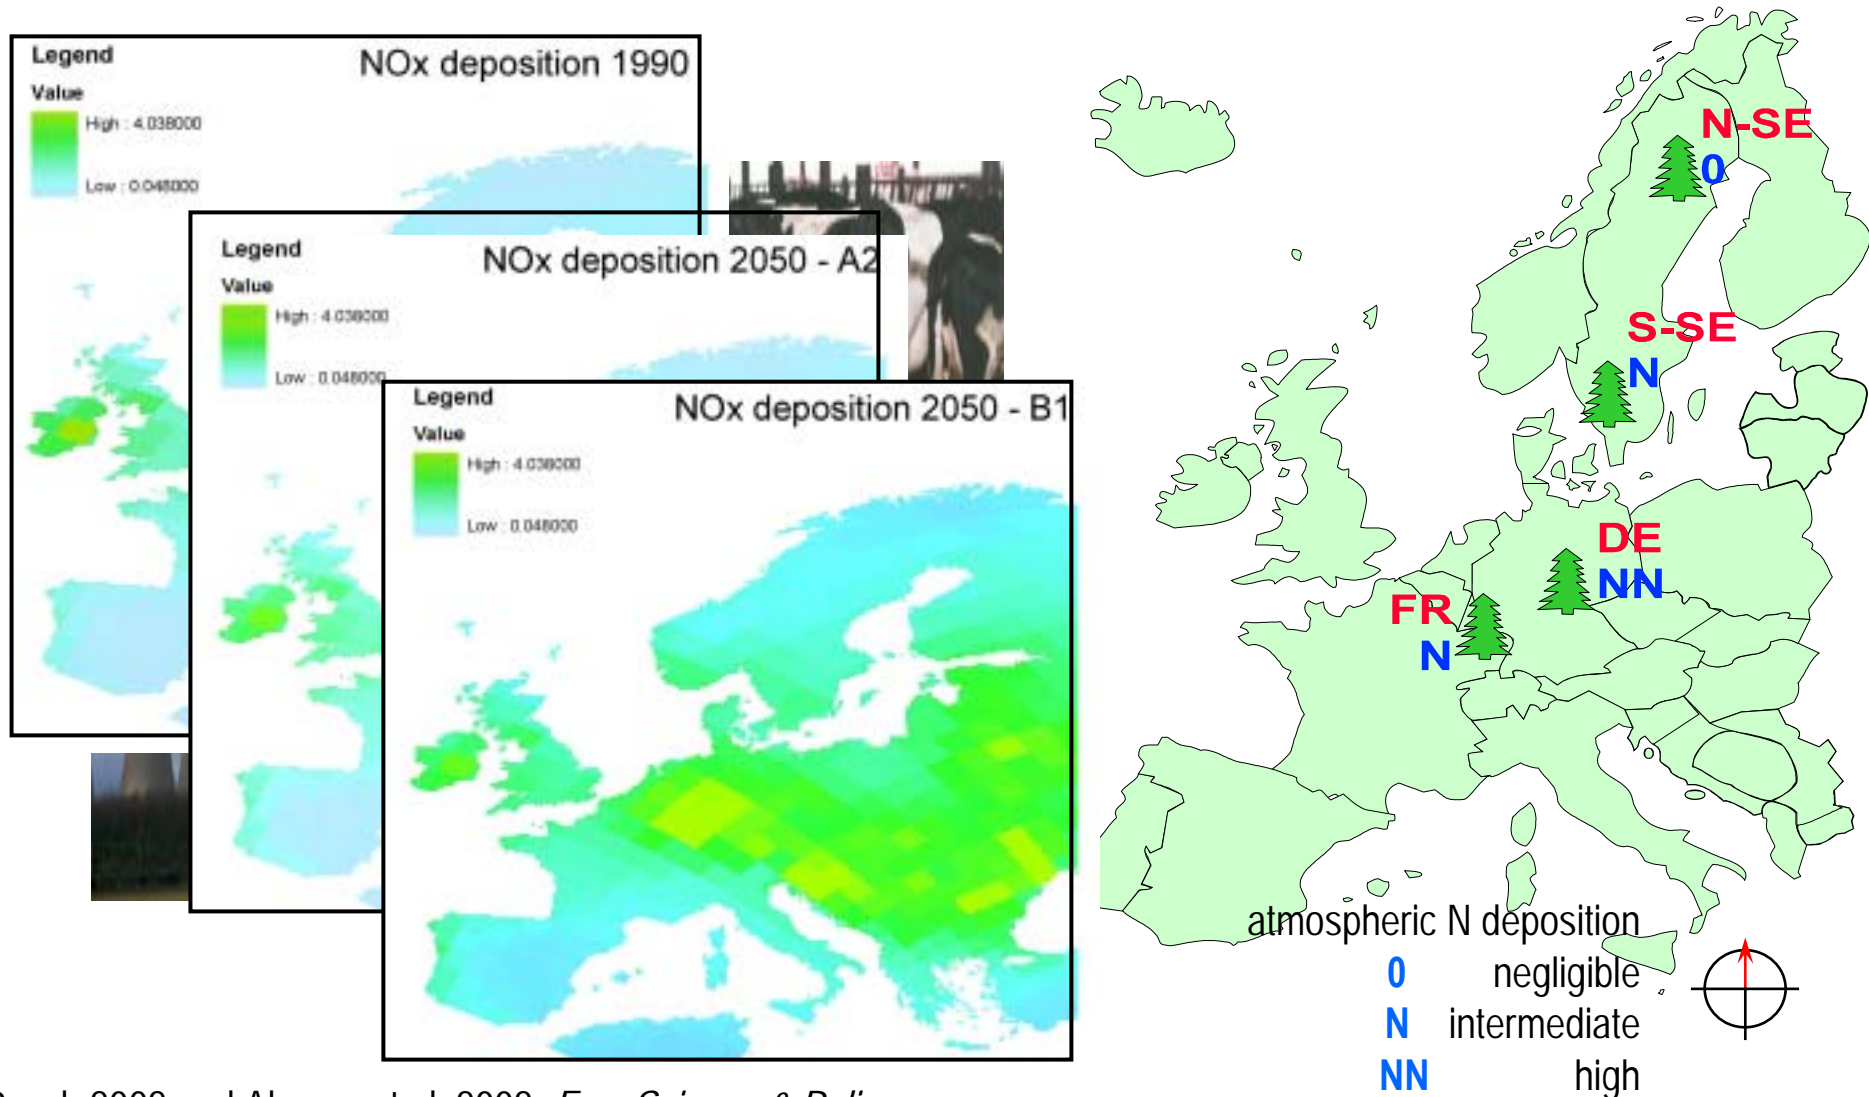 Legend
NOx deposition 1990
Value
High : 4.038000
Low : 0.048000
Legend
NOx deposition 2050 - A2
Value
High : 4.038000
Low : 0.048000
Legend
NOx deposition 2050 - B1
Value
High : 4.038000
Low : 0.048000
N-SE
0
S-SE
N
DE
NN
FR
N
atmospheric N deposition
0 negligible
N intermediate
NN high